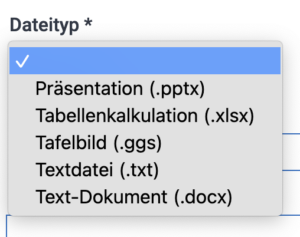 Dateityp *
✓
Präsentation (.pptx)
Tabellenkalkulation (.xlsx)
Tafelbild (.ggs)
Textdatei (.txt)
Text-Dokument (.docx)